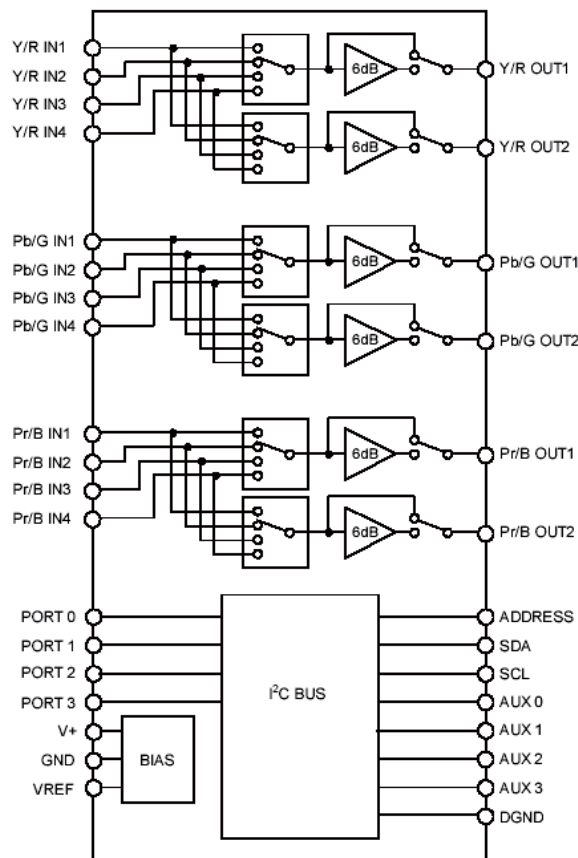 Y/R IN1
Y/R IN2
Y/R IN3
Y/R IN4
6dB
Y/R OUT1
6dB
Y/R OUT2
Pb/G IN1
Pb/G IN2
Pb/G IN3
Pb/G IN4
6dB
Pb/G OUT1
6dB
Pb/G OUT2
Pr/B IN1
Pr/B IN2
Pr/B IN3
Pr/B IN4
6dB
Pr/B OUT1
6dB
Pr/B OUT2
PORT 0
PORT 1
PORT 2
PORT 3
V+
GND
VREF
BIAS
I²C BUS
ADDRESS
SDA
SCL
AUX 0
AUX 1
AUX 2
AUX 3
DGND